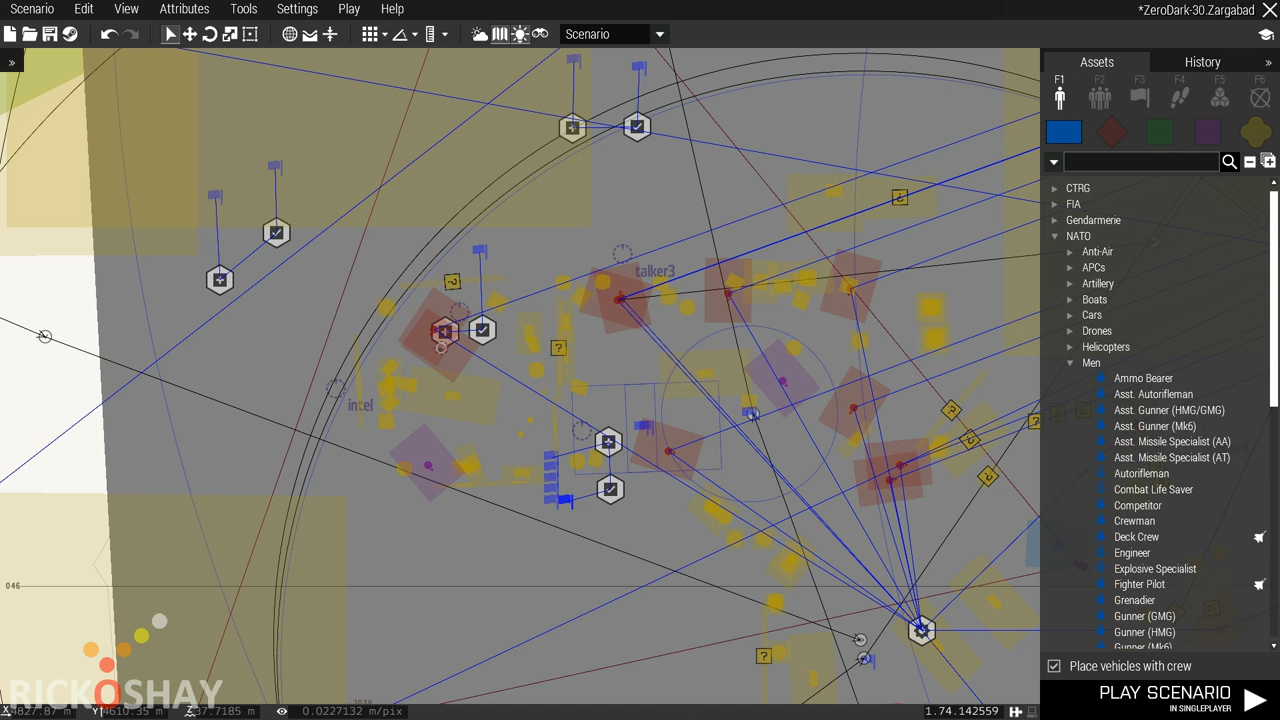 Scenario Edit View Attributes Tools Settings Play Help
*ZeroDark-30.Zargabad
Scenario
Assets History
F1 F2 F3 F4 F5 F6
CTRG
FIA
Gendarmerie
NATO
Anti-Air
APCs
Artillery
Boats
Cars
Drones
Helicopters
Men
Ammo Bearer
Asst. Autorifleman
Asst. Gunner (HMG/GMG)
Asst. Gunner (Mk6)
Asst. Missile Specialist (AA)
Asst. Missile Specialist (AT)
Autorifleman
Combat Life Saver
Competitor
Crewman
Deck Crew
Engineer
Explosive Specialist
Fighter Pilot
Grenadier
Gunner (GMG)
Gunner (HMG)
Gunner (Mk6)
talker3
intel
046
Place vehicles with crew
PLAY SCENARIO
IN SINGLEPLAYER
RICKOSHAY
0.0227132 m/pix
1.74.142559